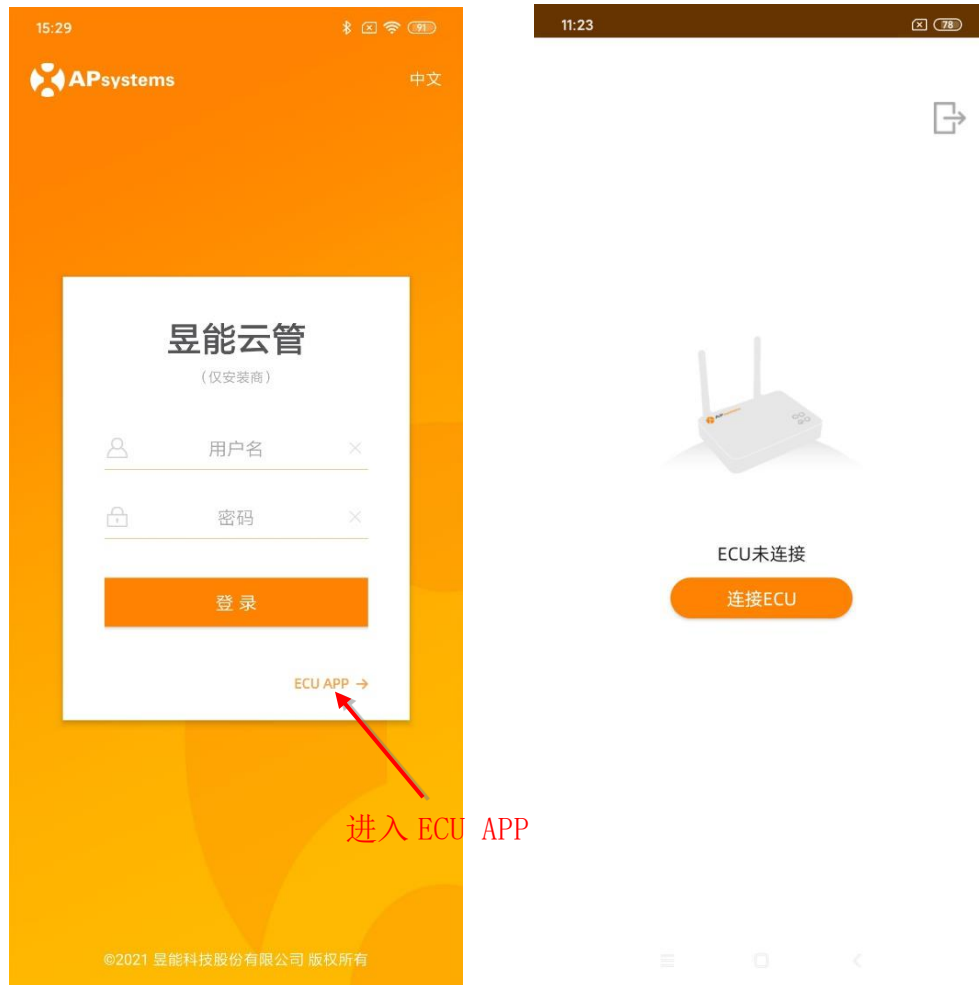 15:29
91
APsystems
中文
昱能云管
(仅安装商)
用户名
密码
登录
ECU APP →
进入 ECU APP
©2021 昱能科技股份有限公司 版权所有
11:23
78
APsystems
ECU未连接
连接ECU